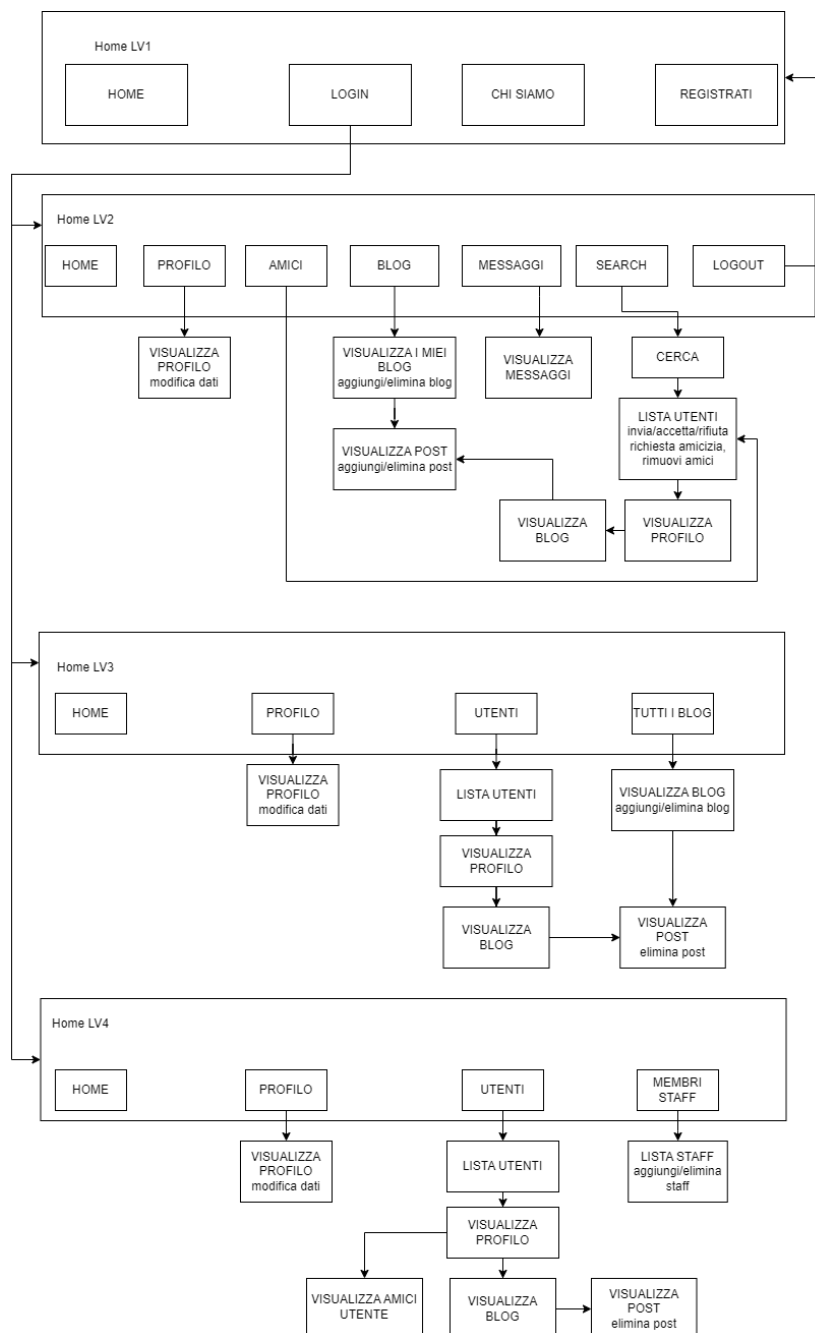 Home LV1
HOME
LOGIN
CHI SIAMO
REGISTRATI
Home LV2
HOME
PROFILO
AMICI
BLOG
MESSAGGI
SEARCH
LOGOUT
VISUALIZZA
PROFILO
modifica dati
VISUALIZZA I MIEI
BLOG
aggiungi/elimina blog
VISUALIZZA
MESSAGGI
CERCA
LISTA UTENTI
invia/accetta/rifiuta
richiesta amicizia,
rimuovi amici
VISUALIZZA POST
aggiungi/elimina post
VISUALIZZA
BLOG
VISUALIZZA
PROFILO
Home LV3
HOME
PROFILO
UTENTI
TUTTI I BLOG
VISUALIZZA
PROFILO
modifica dati
LISTA UTENTI
VISUALIZZA BLOG
aggiungi/elimina blog
VISUALIZZA
PROFILO
VISUALIZZA
BLOG
VISUALIZZA
POST
elimina post
Home LV4
HOME
PROFILO
UTENTI
MEMBRI
STAFF
VISUALIZZA
PROFILO
modifica dati
LISTA UTENTI
LISTA STAFF
aggiungi/elimina
staff
VISUALIZZA
PROFILO
VISUALIZZA AMICI
UTENTE
VISUALIZZA
BLOG
VISUALIZZA
POST
elimina post